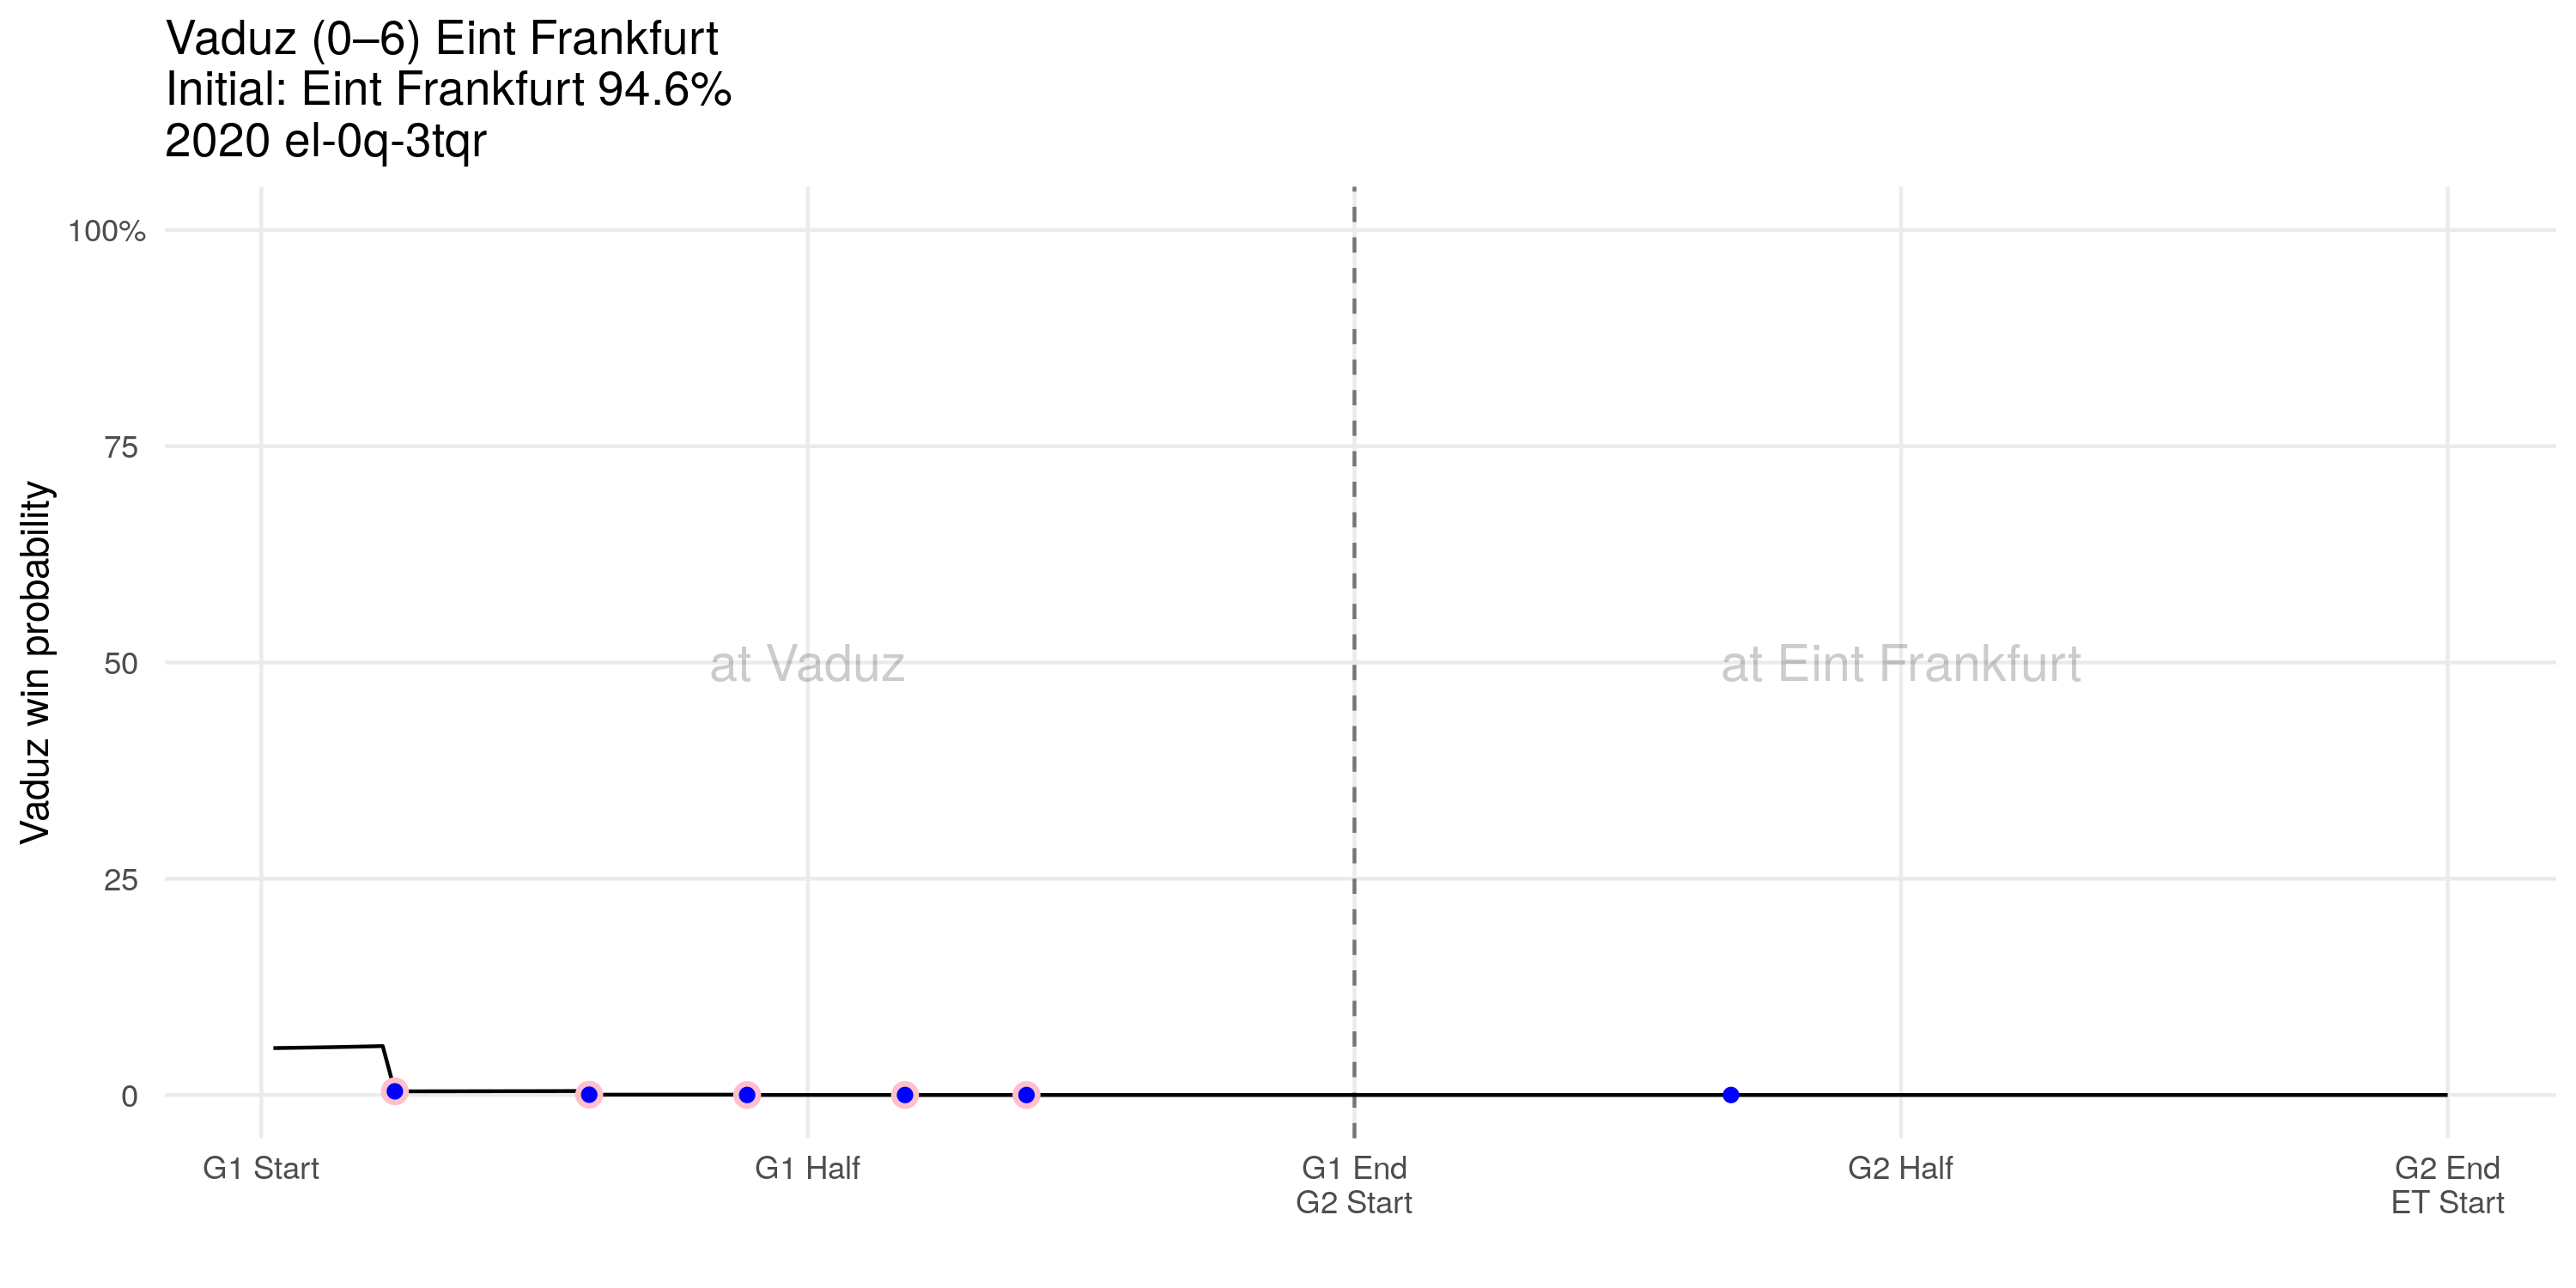 Vaduz (0–6) Eint Frankfurt
Initial: Eint Frankfurt 94.6%
2020 el-0q-3tqr
Vaduz win probability
100%
75
50
25
0
at Vaduz
at Eint Frankfurt
G1 Start
G1 Half
G1 End
G2 Start
G2 Half
G2 End
ET Start